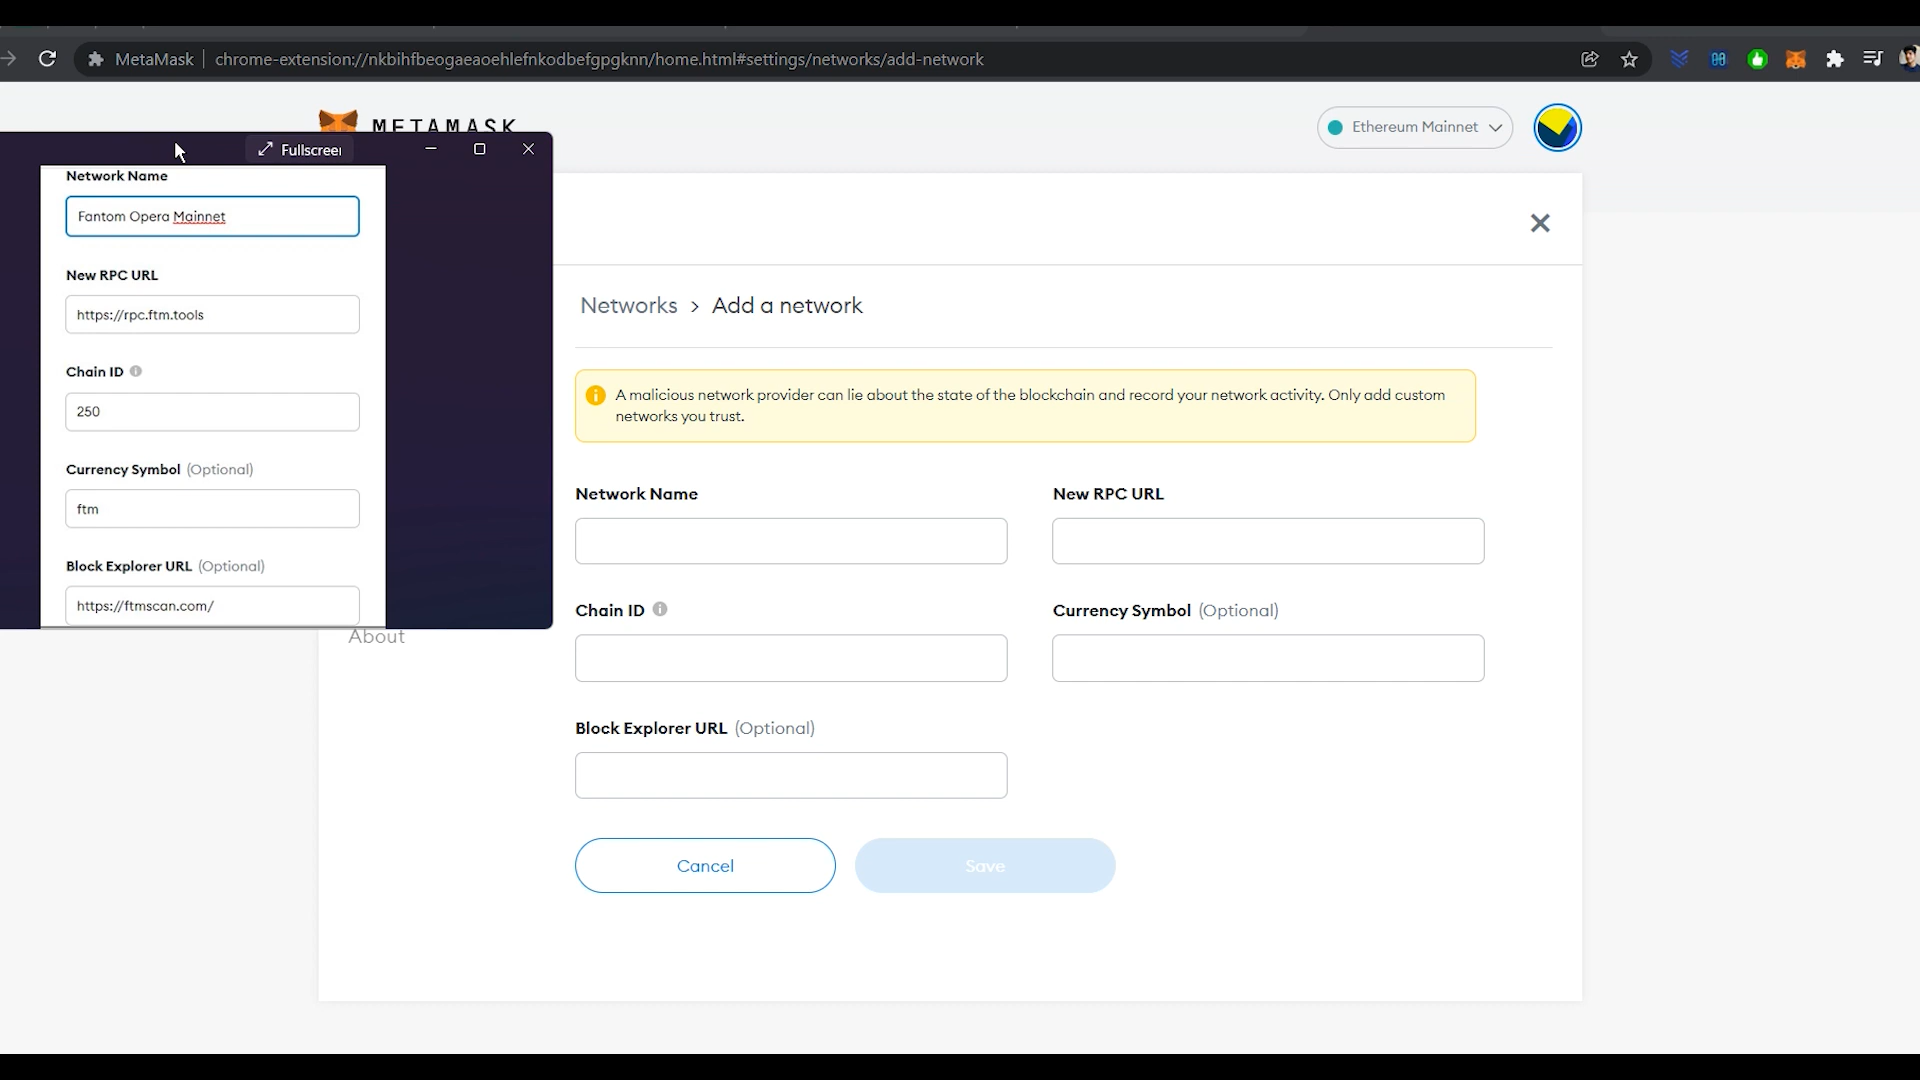 MetaMask
chrome-extension://nkbihfbeogaeaoehlefnkodbefgpgknn/home.html#settings/networks/add-network
METAMASK
Ethereum Mainnet
Fullscreen
Network Name
Fantom Opera Mainnet
New RPC URL
https://rpc.ftm.tools
Chain ID
250
Currency Symbol (Optional)
ftm
Block Explorer URL (Optional)
https://ftmscan.com/
About
Networks > Add a network
A malicious network provider can lie about the state of the blockchain and record your network activity. Only add custom
networks you trust.
Network Name
New RPC URL
Chain ID
Currency Symbol (Optional)
Block Explorer URL (Optional)
Cancel
Save